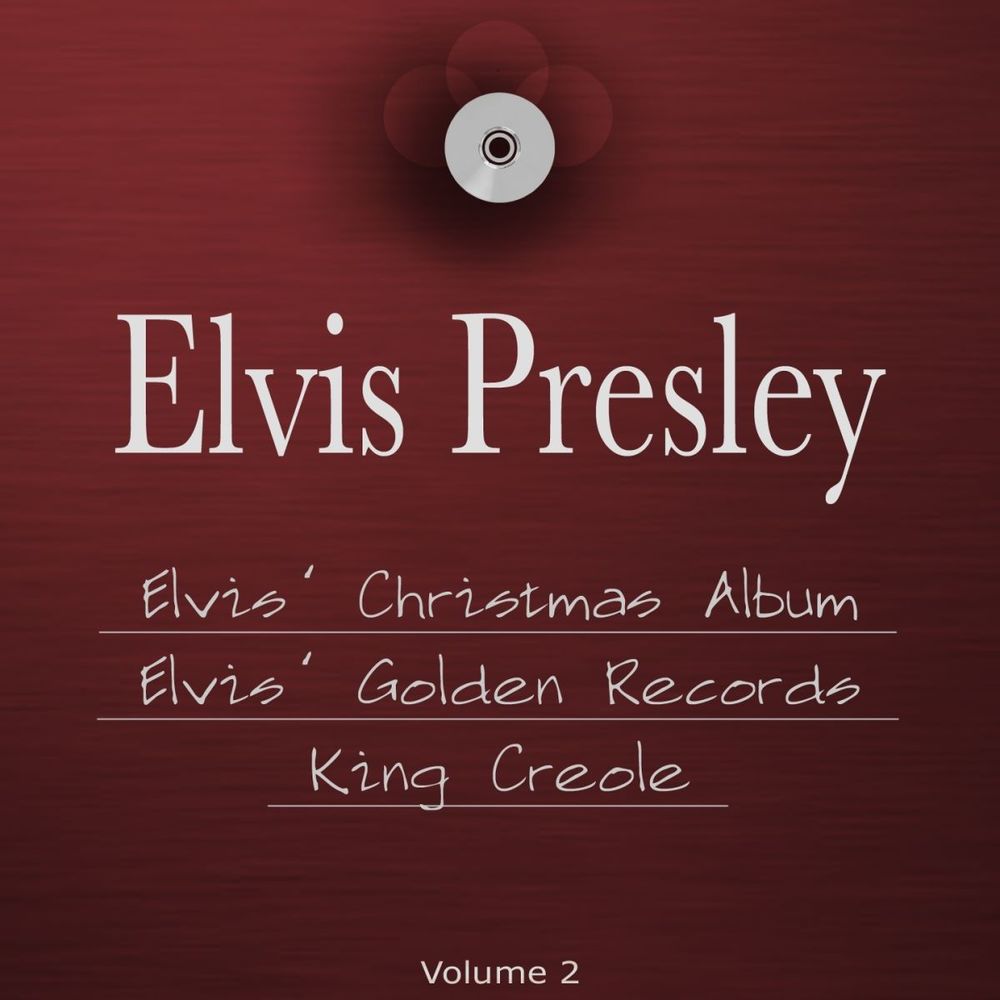 Elvis Presley
Elvis´ Christmas Album
Elvis´ Golden Records
King Creole
Volume 2